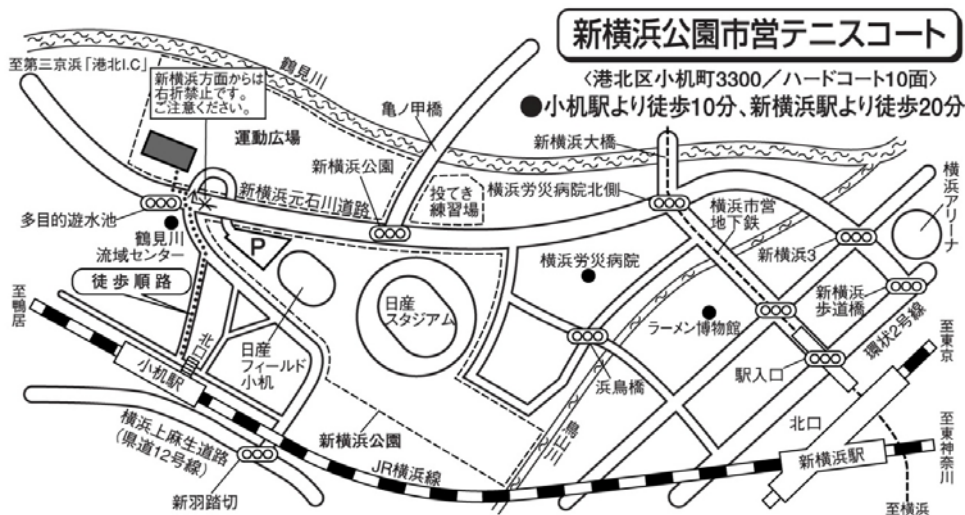 新横浜公園市営テニスコート
〈港北区小机町3300／ハードコート10面〉
●小机駅より徒歩10分、新横浜駅より徒歩20分
至第三京浜「港北I.C」
鶴見川
新横浜方面からは
右折禁止です。
ご注意ください。
亀ノ甲橋
運動広場
新横浜公園
新横浜大橋
新横浜元石川道路
投てき
練習場
横浜労災病院北側
横浜市営
地下鉄
横浜アリーナ
多目的遊水池
鶴見川
流域センター
P
横浜労災病院
新横浜3
徒歩順路
新横浜
歩道橋
至鴨居
日産
スタジアム
ラーメン博物館
環状2号線
至東京
北口
小机駅
日産
フィールド
小机
浜鳥橋
駅入口
横浜上麻生道路
(県道12号線)
新横浜公園
鳥山川
北口
至東神奈川
JR横浜線
新横浜駅
新羽踏切
至横浜